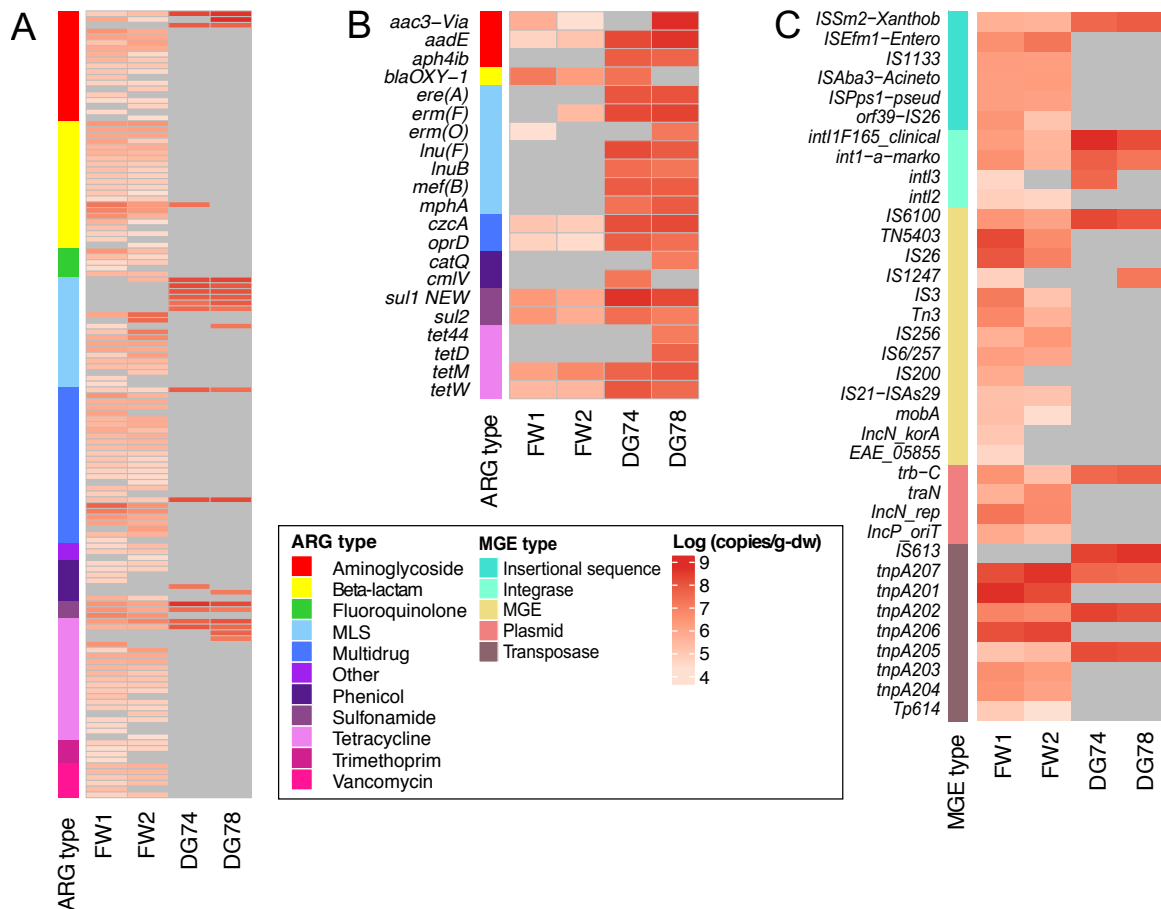 A
ARG type
FW1
FW2
DG74
DG78
B
aac3−Via
aadE
aph4ib
blaOXY−1
ere(A)
erm(F)
erm(O)
lnu(F)
lnuB
mef(B)
mphA
czcA
oprD
catQ
cmlV
sul1 NEW
sul2
tet44
tetD
tetM
tetW
ARG type
FW1
FW2
DG74
DG78
ARG type
Aminoglycoside
Beta-lactam
Fluoroquinolone
MLS
Multidrug
Other
Phenicol
Sulfonamide
Tetracycline
Trimethoprim
Vancomycin
MGE type
Insertional sequence
Integrase
MGE
Plasmid
Transposase
Log (copies/g-dw)
9
8
7
6
5
4
C
ISSm2−Xanthob
ISEfm1−Entero
IS1133
ISAba3−Acineto
ISPps1−pseud
orf39−IS26
intI1F165_clinical
int1−a−marko
intI3
intI2
IS6100
TN5403
IS26
IS1247
IS3
Tn3
IS256
IS6/257
IS200
IS21−ISAs29
mobA
IncN_korA
EAE_05855
trb−C
traN
IncN_rep
IncP_oriT
IS613
tnpA207
tnpA201
tnpA202
tnpA206
tnpA205
tnpA203
tnpA204
Tp614
MGE type
FW1
FW2
DG74
DG78